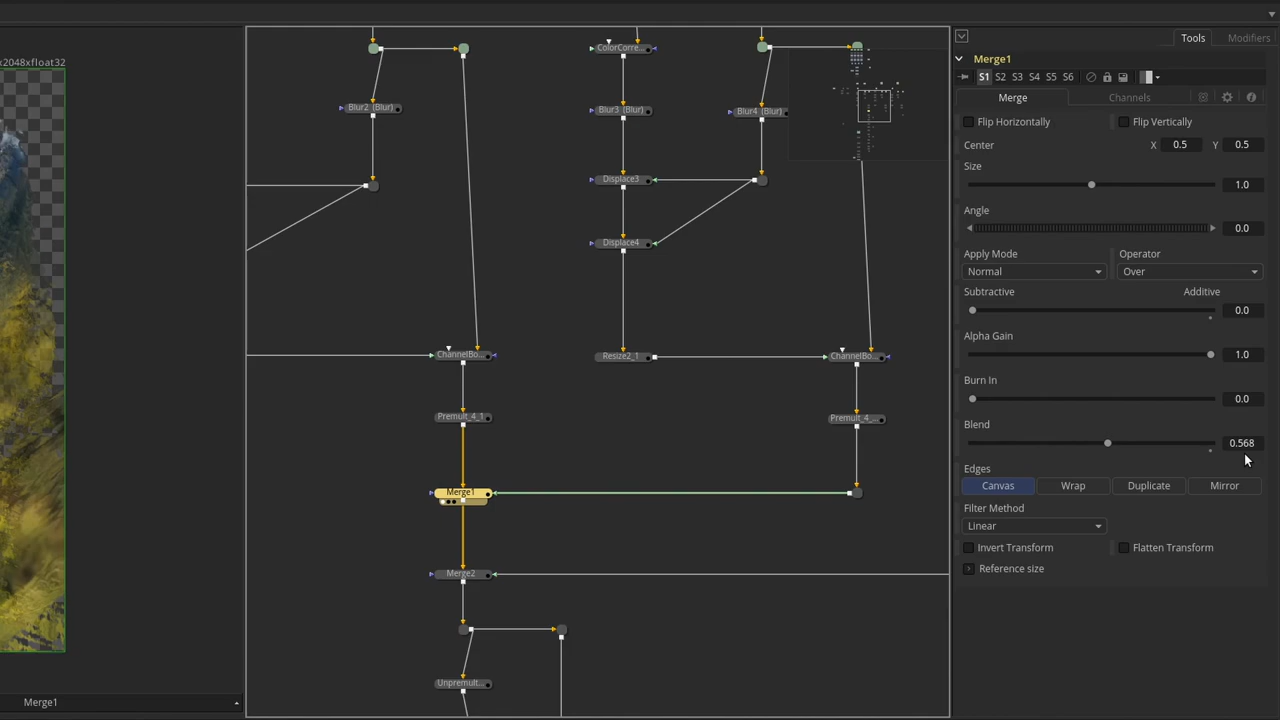 x2048xfloat32
Merge1
ColorCorre...
Blur2 (Blur)
Blur3 (Blur)
Blur4 (Blur)
Displace3
Displace4
ChannelBo...
Resize2_1
ChannelBo...
Premult_4_1
Premult_4_...
Merge1
Merge2
Unpremult...
Tools
Modifiers
Merge1
S1 S2 S3 S4 S5 S6
Merge
Channels
Flip Horizontally
Flip Vertically
Center X 0.5 Y 0.5
Size
1.0
Angle
0.0
Apply Mode
Operator
Normal
Over
Subtractive
Additive
0.0
Alpha Gain
1.0
Burn In
0.0
Blend
0.568
Edges
Canvas
Wrap
Duplicate
Mirror
Filter Method
Linear
Invert Transform
Flatten Transform
Reference size